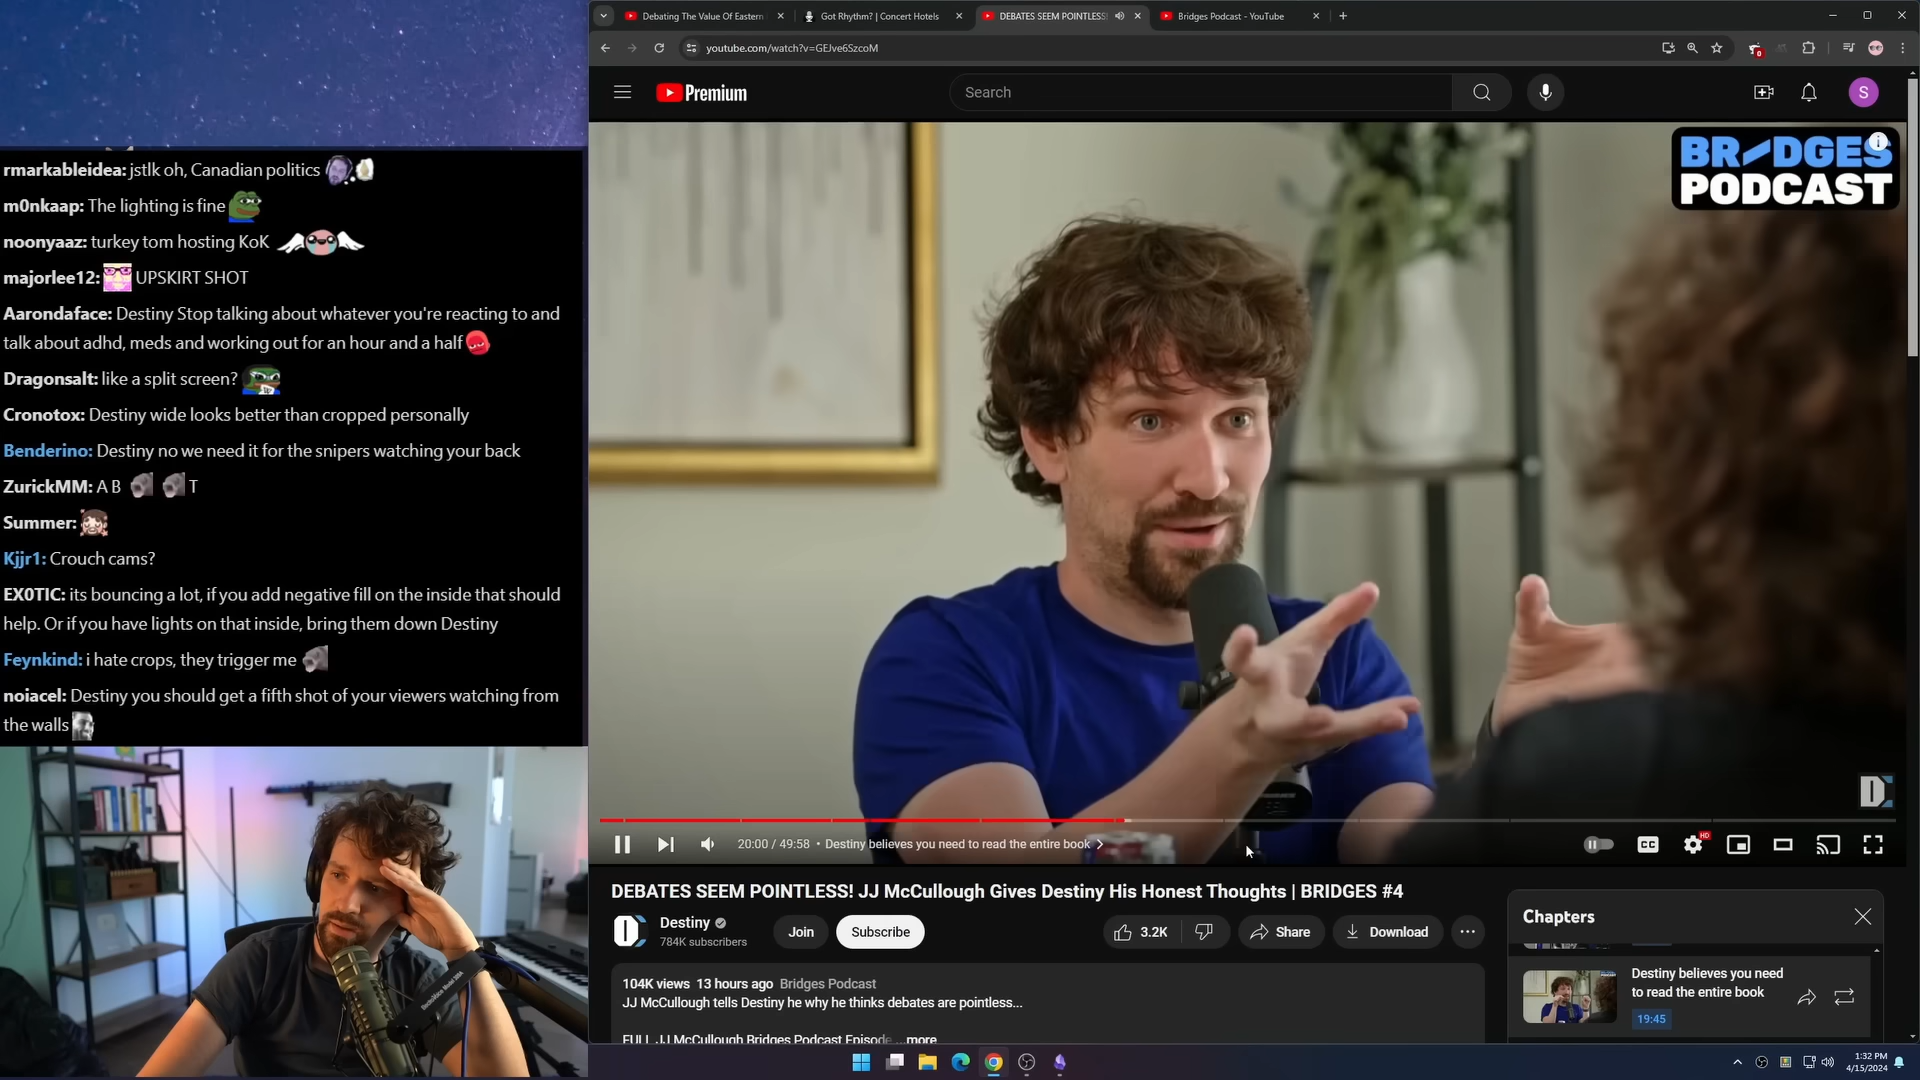 Debating The Value Of Eastern
Got Rhythm? | Concert Hotels
DEBATES SEEM POINTLESS!
Bridges Podcast - YouTube
youtube.com/watch?v=GEJve6SzcoM
0
Premium
Search
S
BRIDGES
PODCAST
rmarkableidea: jstlk oh, Canadian politics
m0nkaap: The lighting is fine
noonyaaz: turkey tom hosting KoK
majorlee12: UPSKIRT SHOT
Aarondaface: Destiny Stop talking about whatever you're reacting to and
talk about adhd, meds and working out for an hour and a half
Dragonsalt: like a split screen?
Cronotox: Destiny wide looks better than cropped personally
Benderino: Destiny no we need it for the snipers watching your back
ZurickMM: A B T
Summer:
Kjjr1: Crouch cams?
EX0TIC: its bouncing a lot, if you add negative fill on the inside that should
help. Or if you have lights on that inside, bring them down Destiny
Feynkind: i hate crops, they trigger me
noiacel: Destiny you should get a fifth shot of your viewers watching from
the walls
20:00 / 49:58 • Destiny believes you need to read the entire book
CC
HD
DEBATES SEEM POINTLESS! JJ McCullough Gives Destiny His Honest Thoughts | BRIDGES #4
Destiny
784K subscribers
Join
Subscribe
3.2K
Share
Download
104K views 13 hours ago Bridges Podcast
JJ McCullough tells Destiny he why he thinks debates are pointless...
FULL JJ McCullough Bridges Podcast Episode ...more
Chapters
Destiny believes you need
to read the entire book
19:45
1:32 PM
4/15/2024